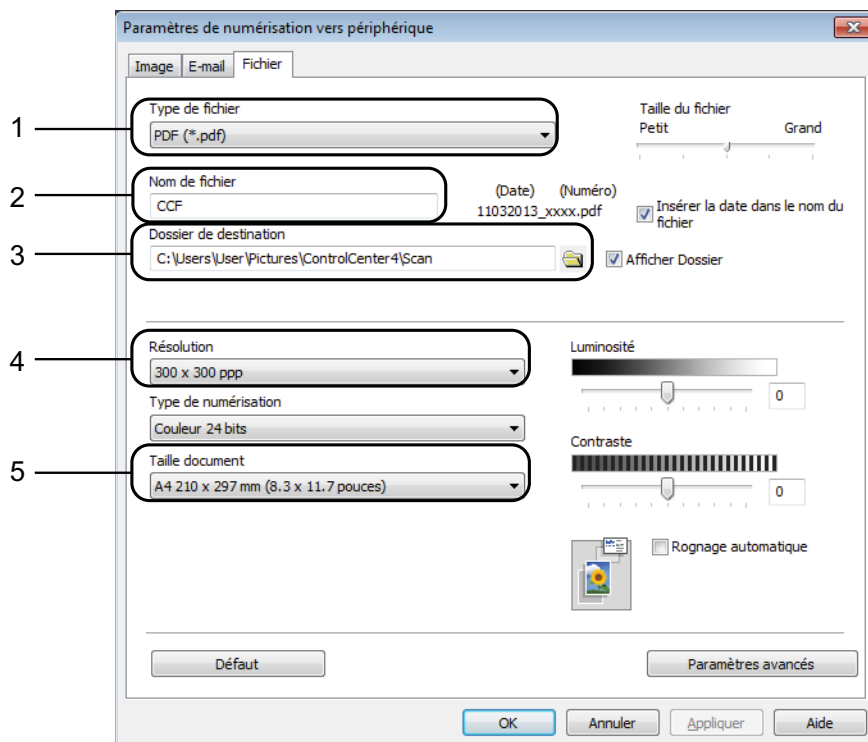 Paramètres de numérisation vers périphérique
Image E-mail Fichier
1
Type de fichier
PDF (*.pdf)
Taille du fichier
Petit Grand
2
Nom de fichier
CCF
(Date) (Numéro)
11032013_xxxx.pdf
Insérer la date dans le nom du
fichier
3
Dossier de destination
C:\Users\User\Pictures\ControlCenter4\Scan
Afficher Dossier
4
Résolution
300 x 300 ppp
Luminosité
0
Type de numérisation
Couleur 24 bits
Contraste
0
5
Taille document
A4 210 x 297 mm (8.3 x 11.7 pouces)
Rognage automatique
Défaut
Paramètres avancés
OK Annuler Appliquer Aide